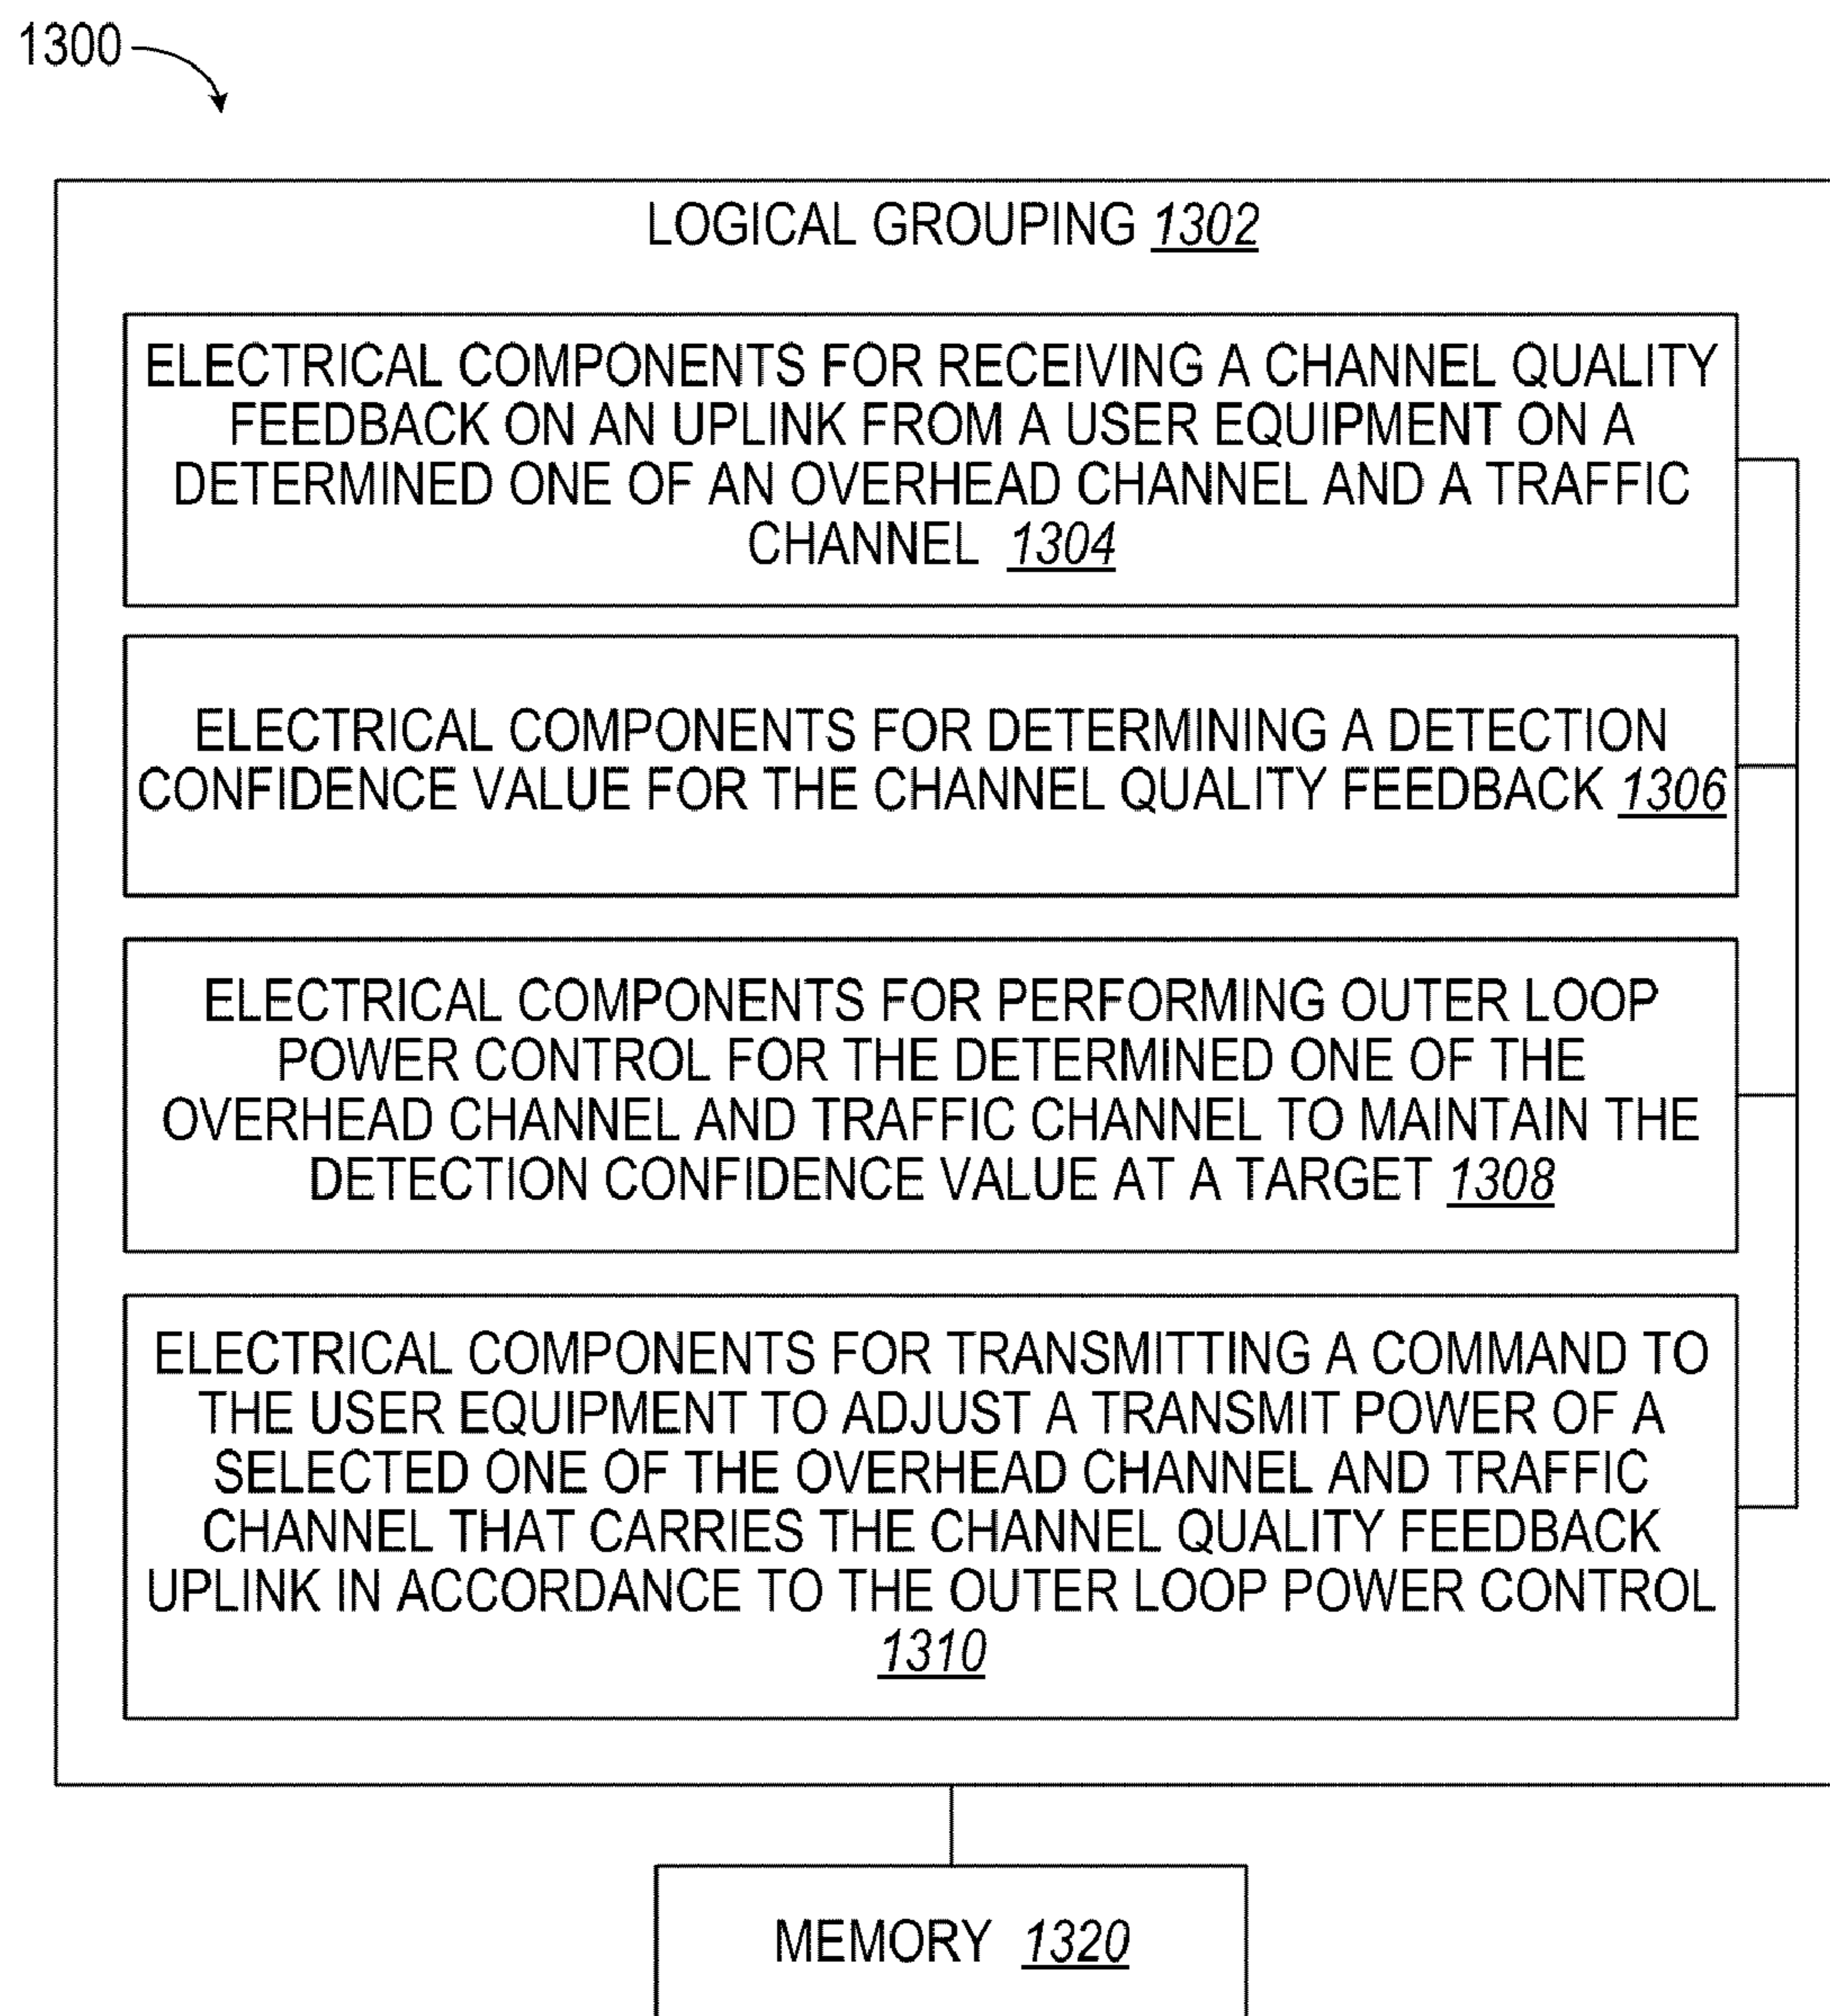 1300
LOGICAL GROUPING 1302
ELECTRICAL COMPONENTS FOR RECEIVING A CHANNEL QUALITY
FEEDBACK ON AN UPLINK FROM A USER EQUIPMENT ON A
DETERMINED ONE OF AN OVERHEAD CHANNEL AND A TRAFFIC
CHANNEL 1304
ELECTRICAL COMPONENTS FOR DETERMINING A DETECTION
CONFIDENCE VALUE FOR THE CHANNEL QUALITY FEEDBACK 1306
ELECTRICAL COMPONENTS FOR PERFORMING OUTER LOOP
POWER CONTROL FOR THE DETERMINED ONE OF THE
OVERHEAD CHANNEL AND TRAFFIC CHANNEL TO MAINTAIN THE
DETECTION CONFIDENCE VALUE AT A TARGET 1308
ELECTRICAL COMPONENTS FOR TRANSMITTING A COMMAND TO
THE USER EQUIPMENT TO ADJUST A TRANSMIT POWER OF A
SELECTED ONE OF THE OVERHEAD CHANNEL AND TRAFFIC
CHANNEL THAT CARRIES THE CHANNEL QUALITY FEEDBACK
UPLINK IN ACCORDANCE TO THE OUTER LOOP POWER CONTROL
1310
MEMORY 1320